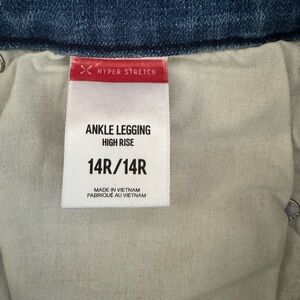 HYPER STRETCH
ANKLE LEGGING
HIGH RISE
14R/14R
MADE IN VIETNAM
FABRIQUÉ AU VIETNAM